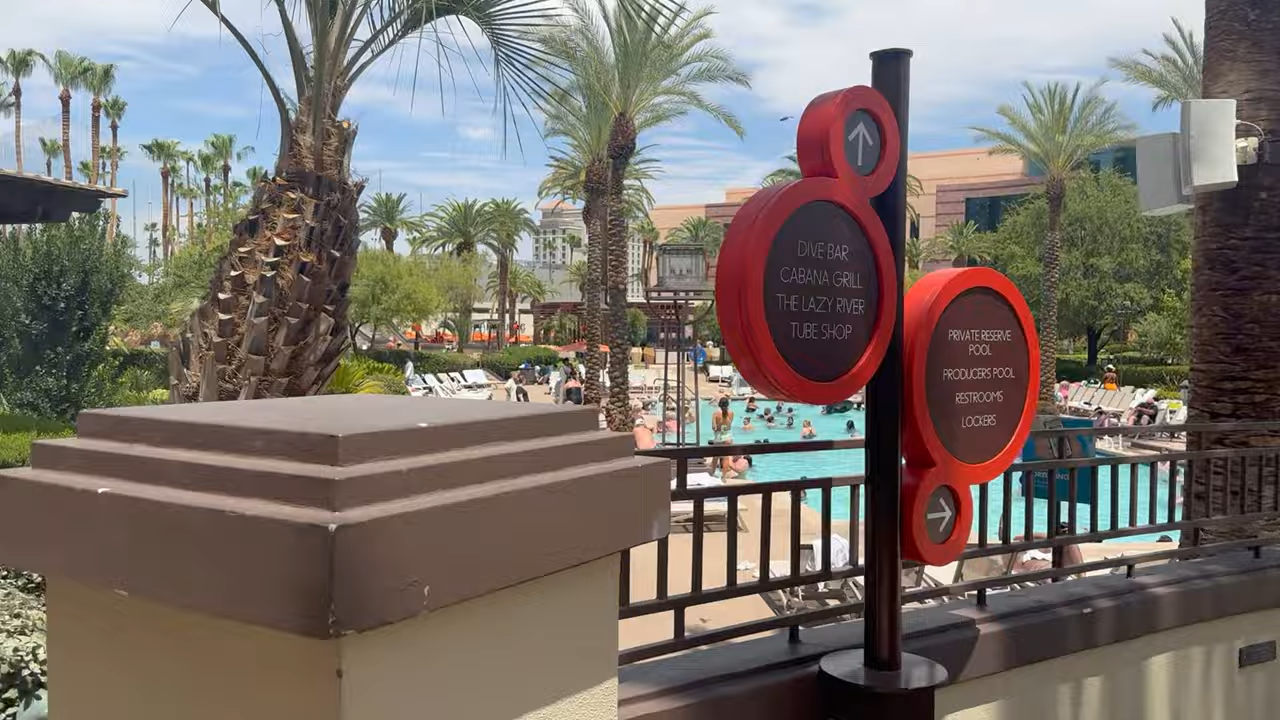 DIVE BAR
CABANA GRILL
THE LAZY RIVER
TUBE SHOP
PRIVATE RESERVE
POOL
PRODUCERS POOL
RESTROOMS
LOCKERS